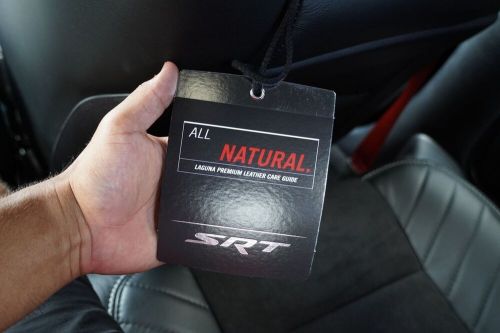 ALL
NATURAL.
LAGUNA PREMIUM LEATHER CARE GUIDE
SRT